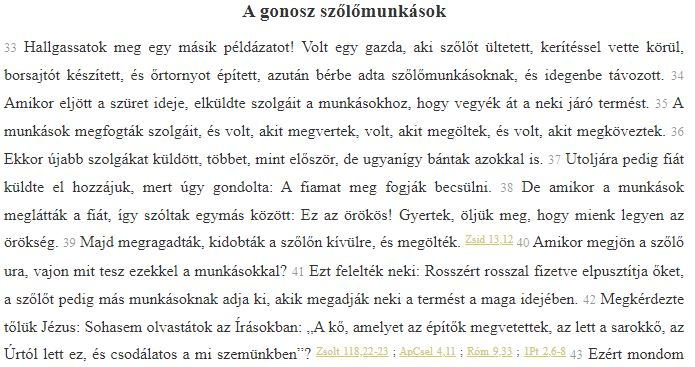 A gonosz szőlőmunkások
33 Hallgassatok meg egy másik példázatot! Volt egy gazda, aki szőlőt ültetett, kerítéssel vette körül,
borsajtót készített, és őrtornyot épített, azután bérbe adta szőlőmunkásoknak, és idegenbe távozott. 34
Amikor eljött a szüret ideje, elküldte szolgáit a munkásokhoz, hogy vegyék át a neki járó termést. 35 A
munkások megfogták szolgáit, és volt, akit megvertek, volt, akit megöltek, és volt, akit megköveztek. 36
Ekkor újabb szolgákat küldött, többet, mint először, de ugyanígy bántak azokkal is. 37 Utoljára pedig fiát
küldte el hozzájuk, mert úgy gondolta: A fiamat meg fogják becsülni. 38 De amikor a munkások
meglátták a fiát, így szóltak egymás között: Ez az örökös! Gyertek, öljük meg, hogy mienk legyen az
örökség. 39 Majd megragadták, kidobták a szőlőn kívülre, és megölték. Zsid 13,12 40 Amikor megjön a szőlő
ura, vajon mit tesz ezekkel a munkásokkal? 41 Ezt felelték neki: Rosszért rosszal fizetve elpusztítja őket,
a szőlőt pedig más munkásoknak adja ki, akik megadják neki a termést a maga idejében. 42 Megkérdezte
tőlük Jézus: Sohasem olvastátok az Írásokban: „A kő, amelyet az építők megvetettek, az lett a sarokkő, az
Úrtól lett ez, és csodálatos a mi szemünkben”? Zsolt 118,22-23 ; ApCsel 4,11 ; Róm 9,33 ; 1Pt 2,6-8 43 Ezért mondom